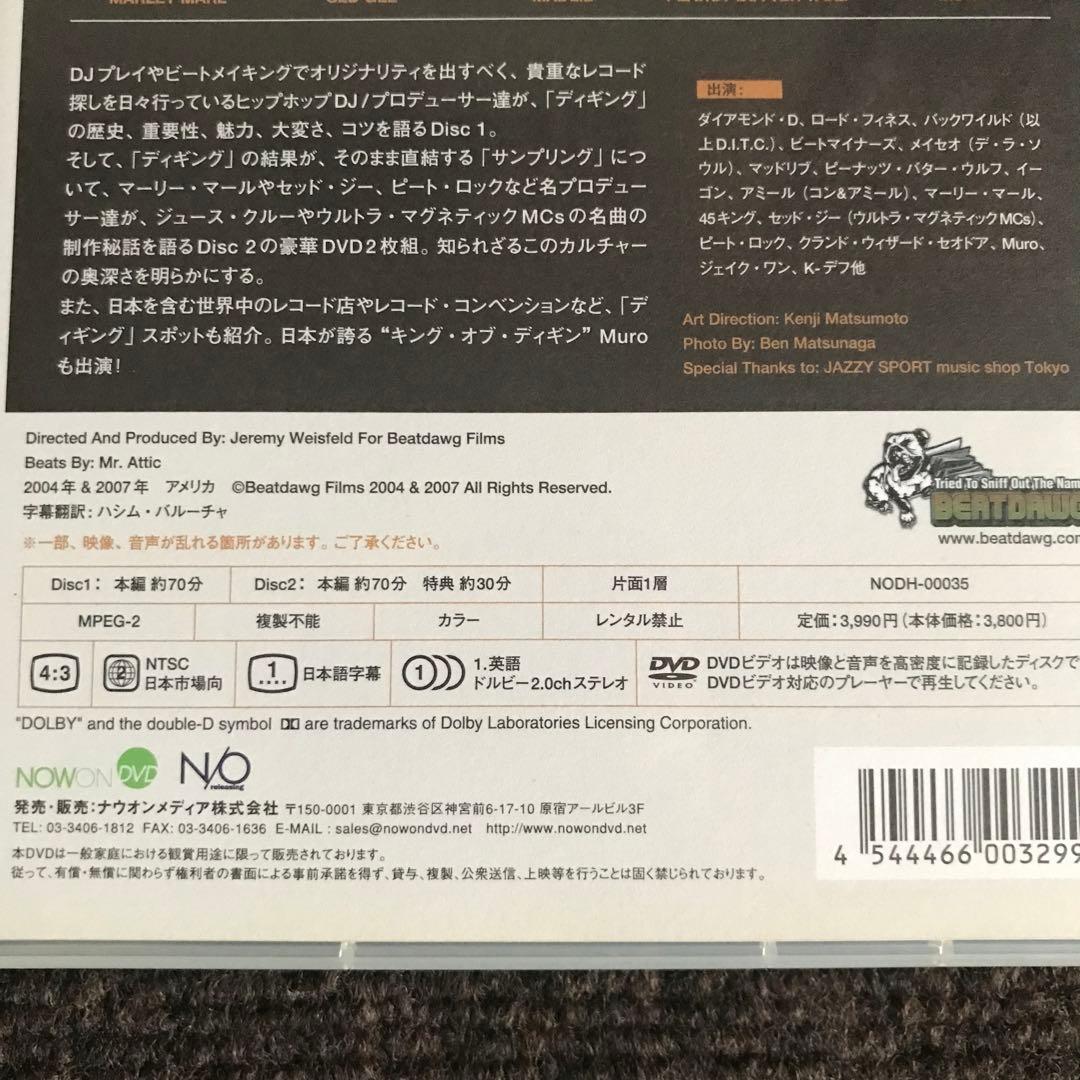 DJプレイやビートメイキングでオリジナリティを出すべく、貴重なレコード
探しを日々行っているヒップホップDJ/プロデューサー達が、「ディギング」
の歴史、重要性、魅力、大変さ、コツを語るDisc 1。
そして、「ディギング」の結果が、そのまま直結する「サンプリング」につ
いて、マーリー・マールやセッド・ジー、ピート・ロックなど名プロデュー
サー達が、ジュース・クルーやウルトラ・マグネティックMCsの名曲の
制作秘話を語るDisc 2の豪華DVD2枚組。知られざるこのカルチャー
の奥深さを明らかにする。
また、日本を含む世界中のレコード店やレコード・コンベンションなど、「デ
ィギング」スポットも紹介。日本が誇る“キング・オブ・ディギン” Muro
も出演!
出演:
ダイアモンド・D、ロード・フィネス、バックワイルド（以
上D.I.T.C.）、ビートマイナーズ、メイセオ（デ・ラ・ソ
ウル）、マッドリブ、ピーナッツ・バター・ウルフ、イー
ゴン、アミール（コン&アミール）、マーリー・マール、
45キング、セッド・ジー（ウルトラ・マグネティックMCs）、
ピート・ロック、クランド・ウィザード・セオドア、Muro、
ジェイク・ワン、K-デフ他
Art Direction: Kenji Matsumoto
Photo By: Ben Matsunaga
Special Thanks to: JAZZY SPORT music shop Tokyo
Directed And Produced By: Jeremy Weisfeld For Beatdawg Films
Beats By: Mr. Attic
2004年 & 2007年 アメリカ ©Beatdawg Films 2004 & 2007 All Rights Reserved.
字幕翻訳:ハシム・バルーチャ
※一部、映像、音声が乱れる箇所があります。ご了承ください。
Tried To Sniff Out The Nam
BEATDAWG
www.beatdawg.com
Disc1: 本編 約70分 Disc2: 本編 約70分 特典 約30分 片面1層 NODH-00035
MPEG-2 複製不能 カラー レンタル禁止 定価:3,990円(本体価格:3,800円)
4:3 2 NTSC 日本市場向 1 日本語字幕 1 1.英語 ドルビー2.0chステレオ
DVD VIDEO DVDビデオは映像と音声を高密度に記録したディスクで
DVDビデオ対応のプレーヤーで再生してください。
"DOLBY" and the double-D symbol are trademarks of Dolby Laboratories Licensing Corporation.
NOWON DVD N/O releasing
発売・販売:ナウオンメディア株式会社 〒150-0001 東京都渋谷区神宮前6-17-10 原宿アールビル3F
TEL: 03-3406-1812 FAX: 03-3406-1636 E-MAIL : sales@nowondvd.net http://www.nowondvd.net
本DVDは一般家庭における観賞用途に限って販売されております。
従って、有償・無償に関わらず権利者の書面による事前承諾を得ず、貸与、複製、公衆送信、上映等を行うことは固く禁じられております。
4 544466 003299